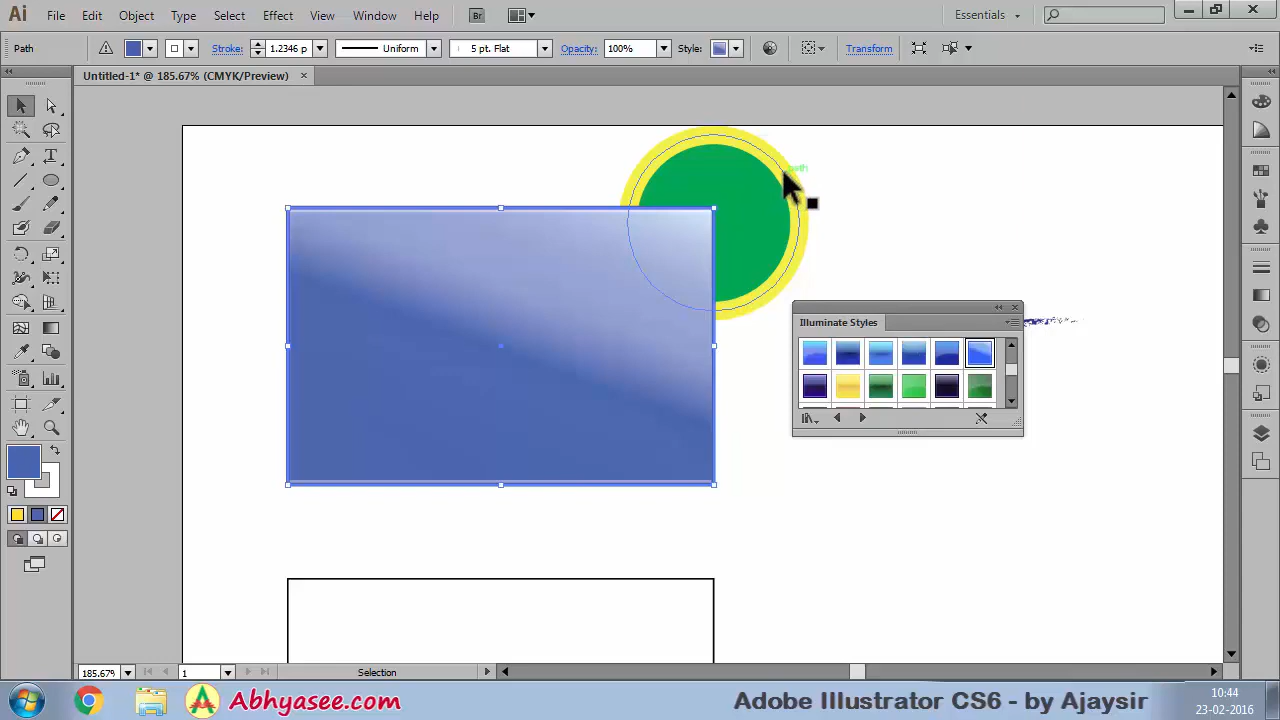 Ai File Edit Object Type Select Effect View Window Help Br Essentials
Path Stroke: 1.2346 p Uniform 5 pt. Flat Opacity: 100% Style: Transform
Untitled-1* @ 185.67% (CMYK/Preview)
path
Illuminate Styles
185.67% 1 Selection
Abhyasee.com Adobe Illustrator CS6 - by Ajaysir
10:44
23-02-2016